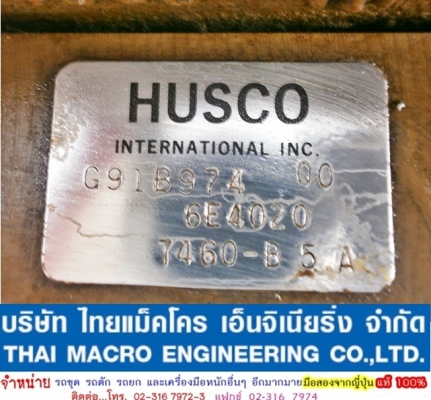 HUSCO
INTERNATIONAL INC.
G91B974 00
6E4020
7460-B 5 A
บริษัท ไทยแม็คโคร เอ็นจิเนียริ่ง จำกัด
THAI MACRO ENGINEERING CO.,LTD.
จำหน่าย รถขุด รถตัก รถยก และเครื่องมือหนักอื่นๆ อีกมากมายมือสองจากญี่ปุ่นแท้ 100%
ติดต่อ...โทร. 02-316 7972-3 แฟกส์ 02-316 7974